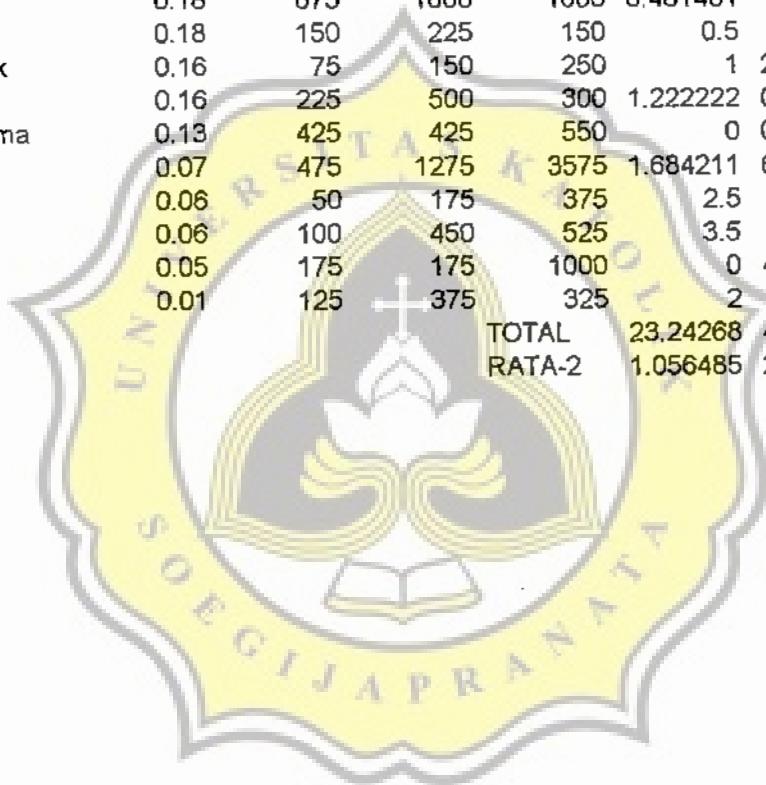 0.18
0.18 150 225 150 0.5
k 0.16 75 150 250 1
0.16 225 500 300 1.222222
ma 0.13 425 425 550 0
0.07 475 1275 3575 1.684211
0.06 50 175 375 2.5
0.06 100 450 525 3.5
0.05 175 175 1000 0
0.01 125 375 325 2
TOTAL 23.24268
RATA-2 1.056485
UNIVERSITAS KATOLIK
SOEGIJAPRANATA